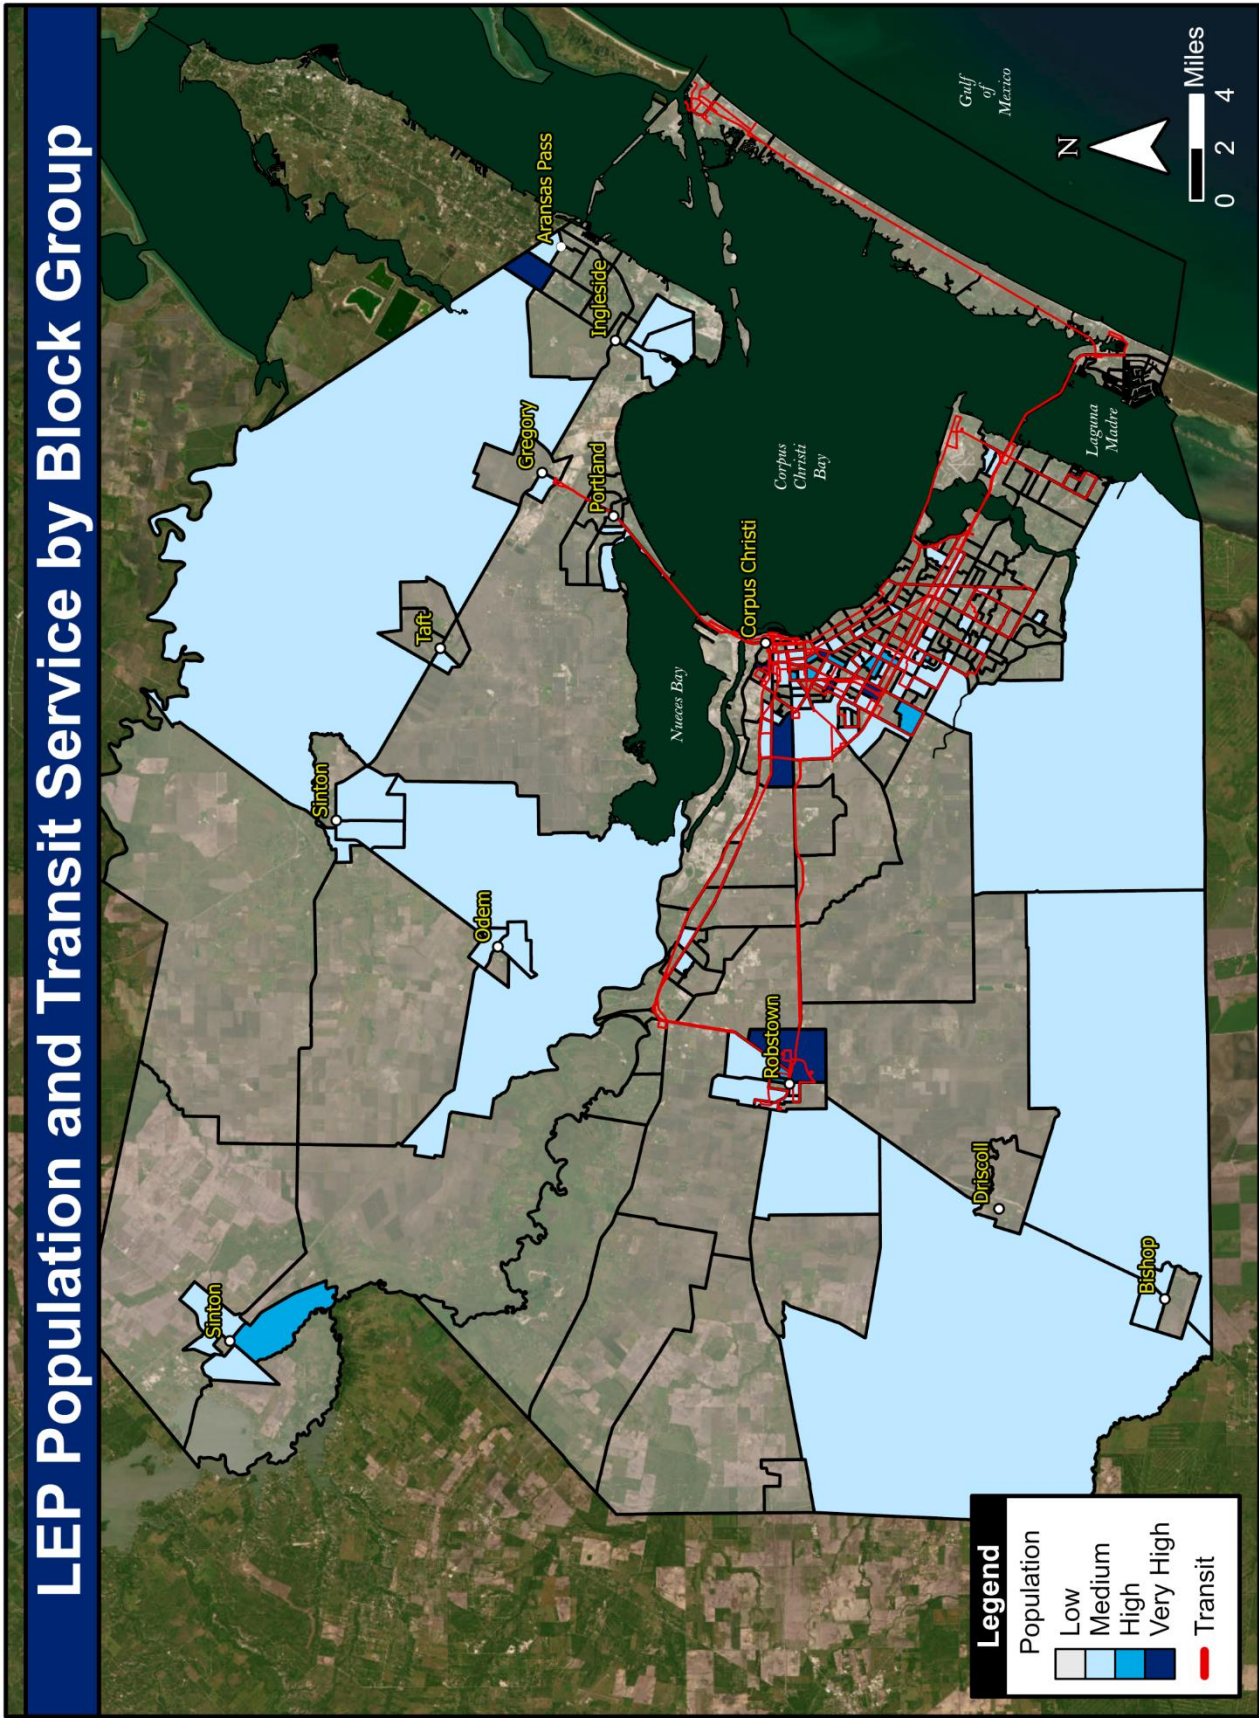 LEP Population and Transit Service by Block Group
Sinton
Sinton
Odem
Taft
Gregory
Portland
Ingleside
Aransas Pass
Nueces Bay
Corpus
Christi
Bay
Gulf
of
Mexico
Corpus Christi
Robstown
Driscoll
Bishop
Laguna
Madre
Legend
Population
Low
Medium
High
Very High
Transit
N
0 2 4 Miles